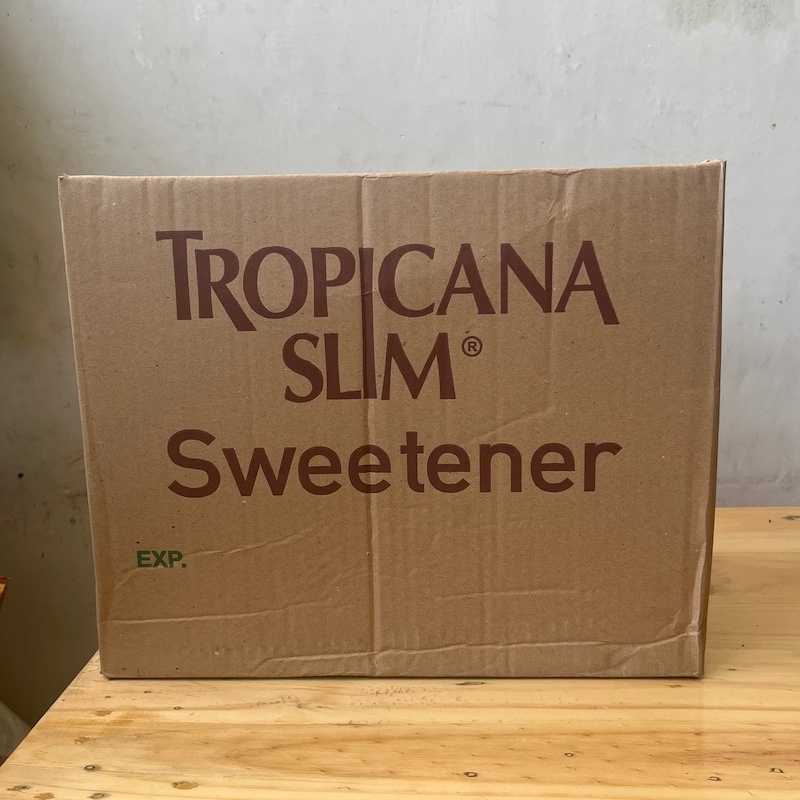 TROPICANA
SLIM®
Sweetener
EXP.